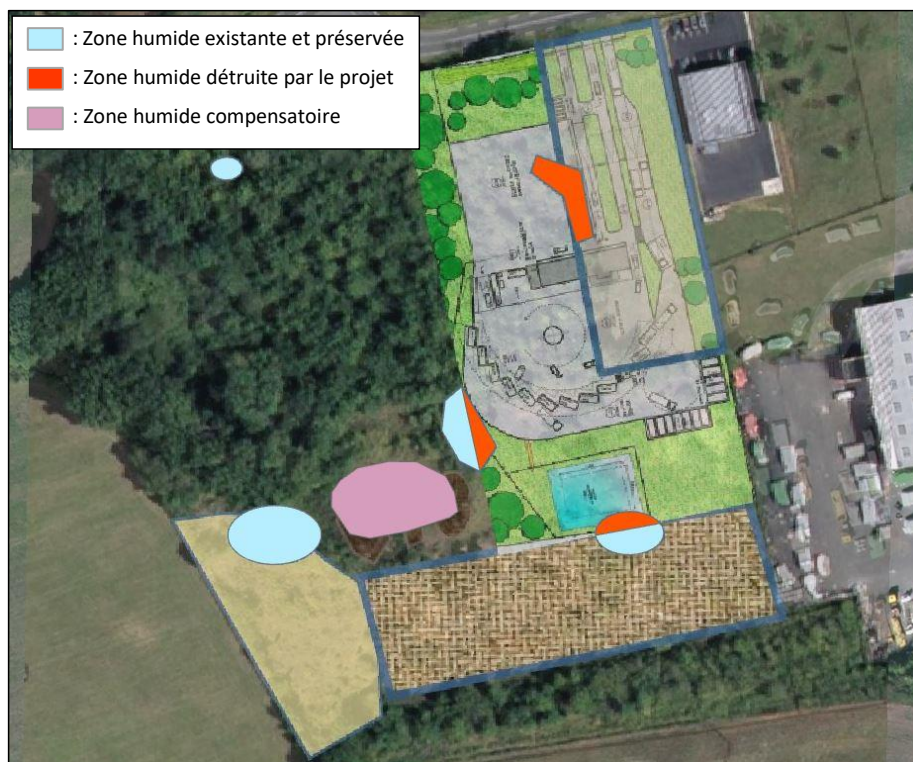 : Zone humide existante et préservée
: Zone humide détruite par le projet
: Zone humide compensatoire